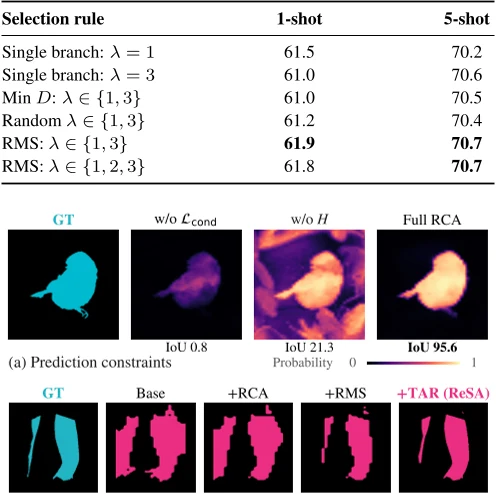 Selection rule 1-shot 5-shot
Single branch: λ = 1 61.5 70.2
Single branch: λ = 3 61.0 70.6
Min D: λ ∈ {1, 3} 61.0 70.5
Random λ ∈ {1, 3} 61.2 70.4
RMS: λ ∈ {1, 3} 61.9 70.7
RMS: λ ∈ {1, 2, 3} 61.8 70.7
GT w/o ℒcond w/o H Full RCA
IoU 0.8 IoU 21.3 IoU 95.6
(a) Prediction constraints Probability 0 1
GT Base +RCA +RMS +TAR (ReSA)